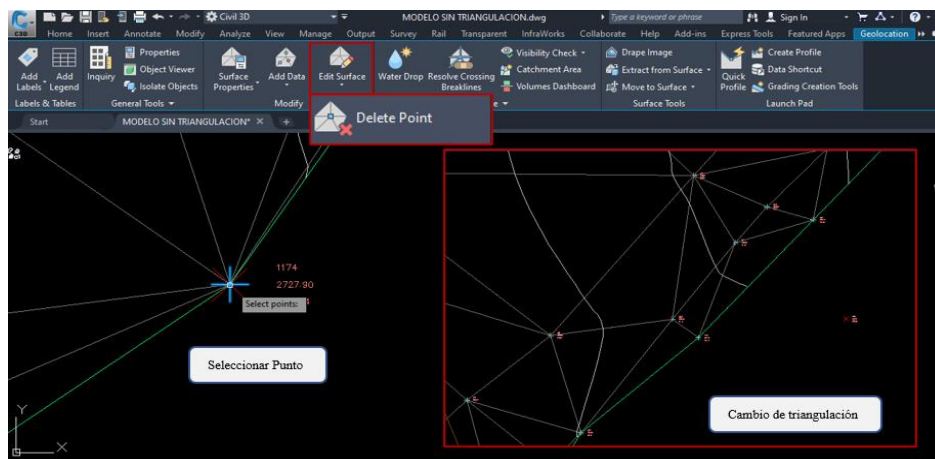 C3D
Civil 3D
MODELO SIN TRIANGULACION.dwg
Type a keyword or phrase
Sign In
Home Insert Annotate Modify Analyze View Manage Output Survey Rail Transparent InfraWorks Collaborate Help Add-ins Express Tools Featured Apps Geolocation
Add Labels
Add Legend
Inquiry
Properties
Object Viewer
Isolate Objects
Surface Properties
Add Data
Edit Surface
Water Drop
Resolve Crossing Breaklines
Visibility Check
Catchment Area
Volumes Dashboard
Drape Image
Extract from Surface
Move to Surface
Quick Profile
Create Profile
Data Shortcut
Grading Creation Tools
Labels & Tables
General Tools
Modify
Surface Tools
Launch Pad
Start
MODELO SIN TRIANGULACION*
Delete Point
1174
2727.90
Select points:
Seleccionar Punto
Cambio de triangulación
Y
X